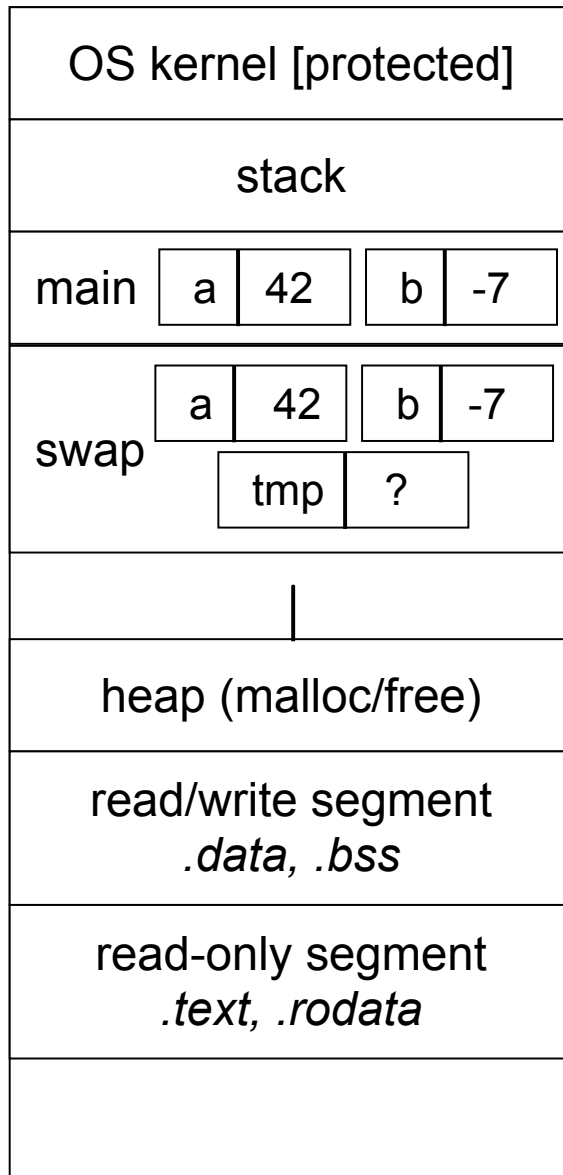 OS kernel [protected]
stack
main a 42 b -7
a 42 b -7
swap
tmp ?
heap (malloc/free)
read/write segment
.data, .bss
read-only segment
.text, .rodata